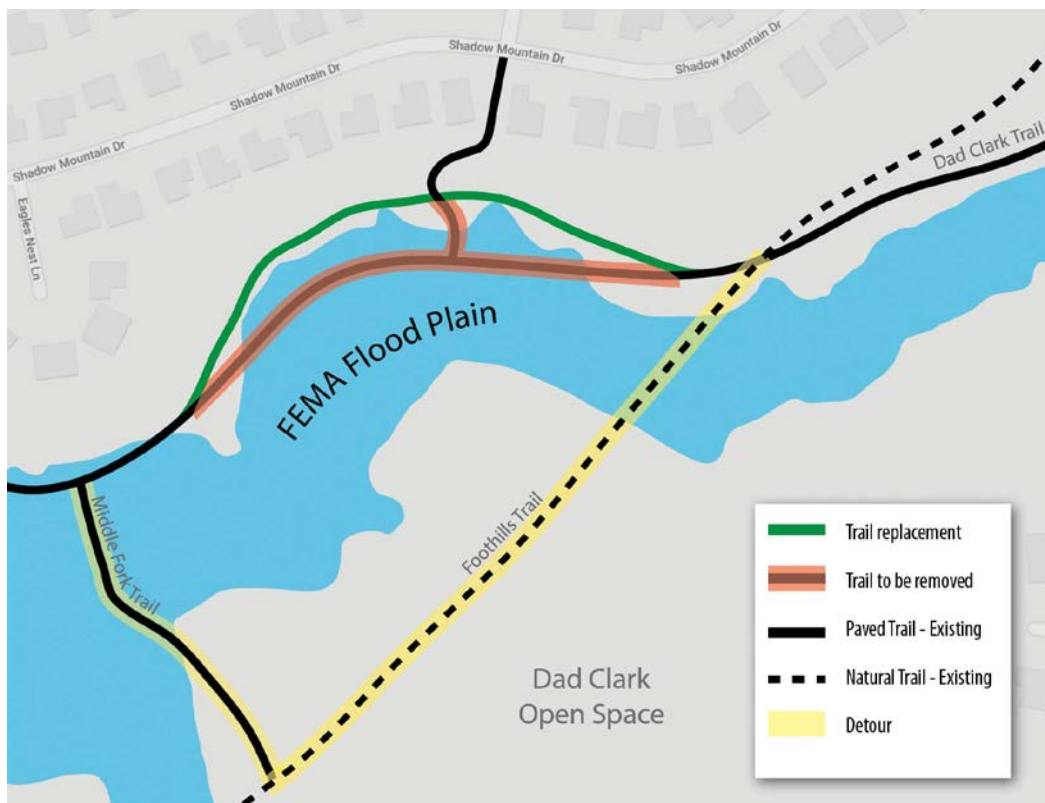 Shadow Mountain Dr
Shadow Mountain Dr
Shadow Mountain Dr
Shadow Mountain Dr
Eagles Nest Ln
Dad Clark Trail
FEMA Flood Plain
Middle Fork Trail
Foothills Trail
Dad Clark
Open Space
Trail replacement
Trail to be removed
Paved Trail - Existing
Natural Trail - Existing
Detour